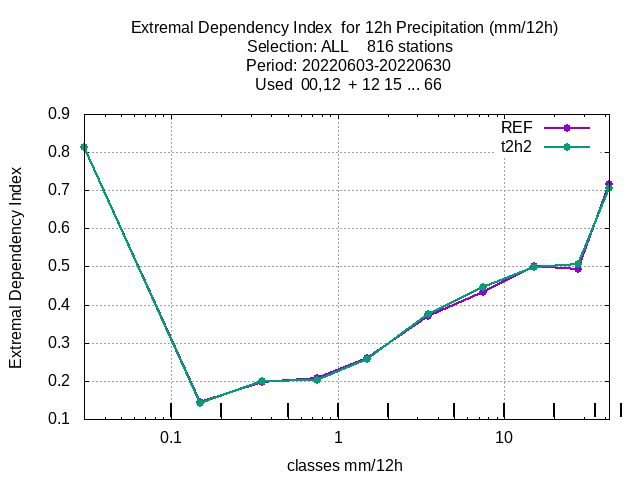 Extremal Dependency Index  for 12h Precipitation (mm/12h)
Selection: ALL    816 stations
Period: 20220603-20220630
Used  00,12  + 12 15 ... 66
REF
t2h2
0.9
0.8
0.7
0.6
0.5
0.4
0.3
0.2
0.1
Extremal Dependency Index
0.1 1 10
classes mm/12h